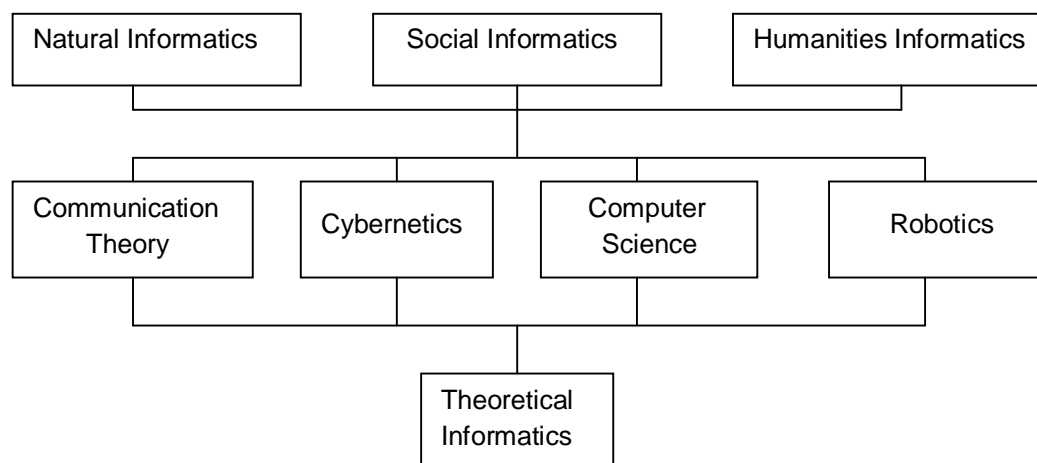 Natural Informatics
Social Informatics
Humanities Informatics
Communication
Theory
Cybernetics
Computer
Science
Robotics
Theoretical
Informatics